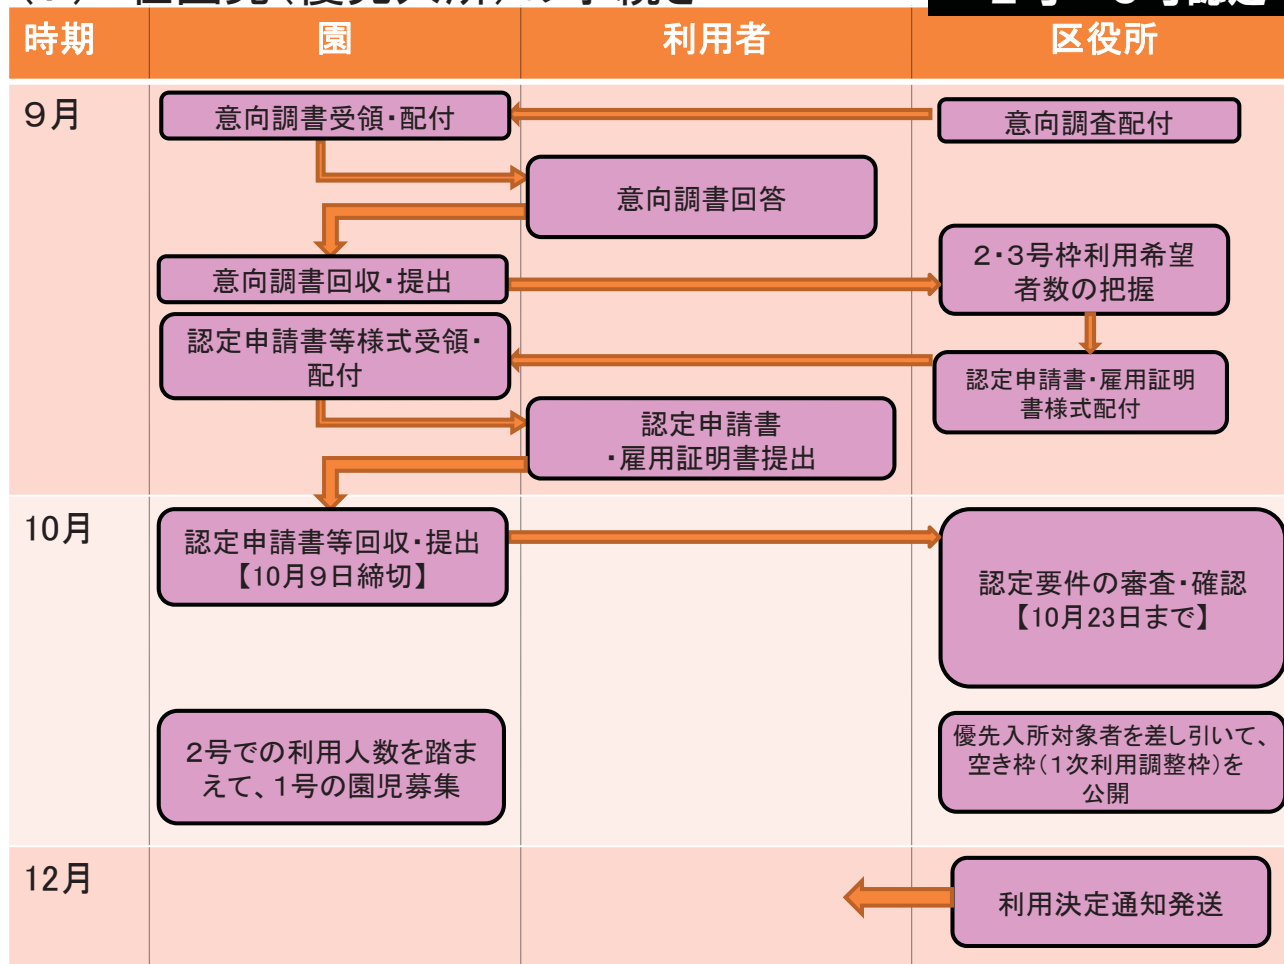 時期 園 利用者 区役所
9月
意向調書受領・配付
意向調査配付
意向調書回答
意向調書回収・提出
2・3号枠利用希望
者数の把握
認定申請書等様式受領・
配付
認定申請書・雇用証明
書様式配付
認定申請書
・雇用証明書提出
10月
認定申請書等回収・提出
【10月9日締切】
認定要件の審査・確認
【10月23日まで】
2号での利用人数を踏ま
えて、1号の園児募集
優先入所対象者を差し引いて、
空き枠(1次利用調整枠)を
公開
12月
利用決定通知発送